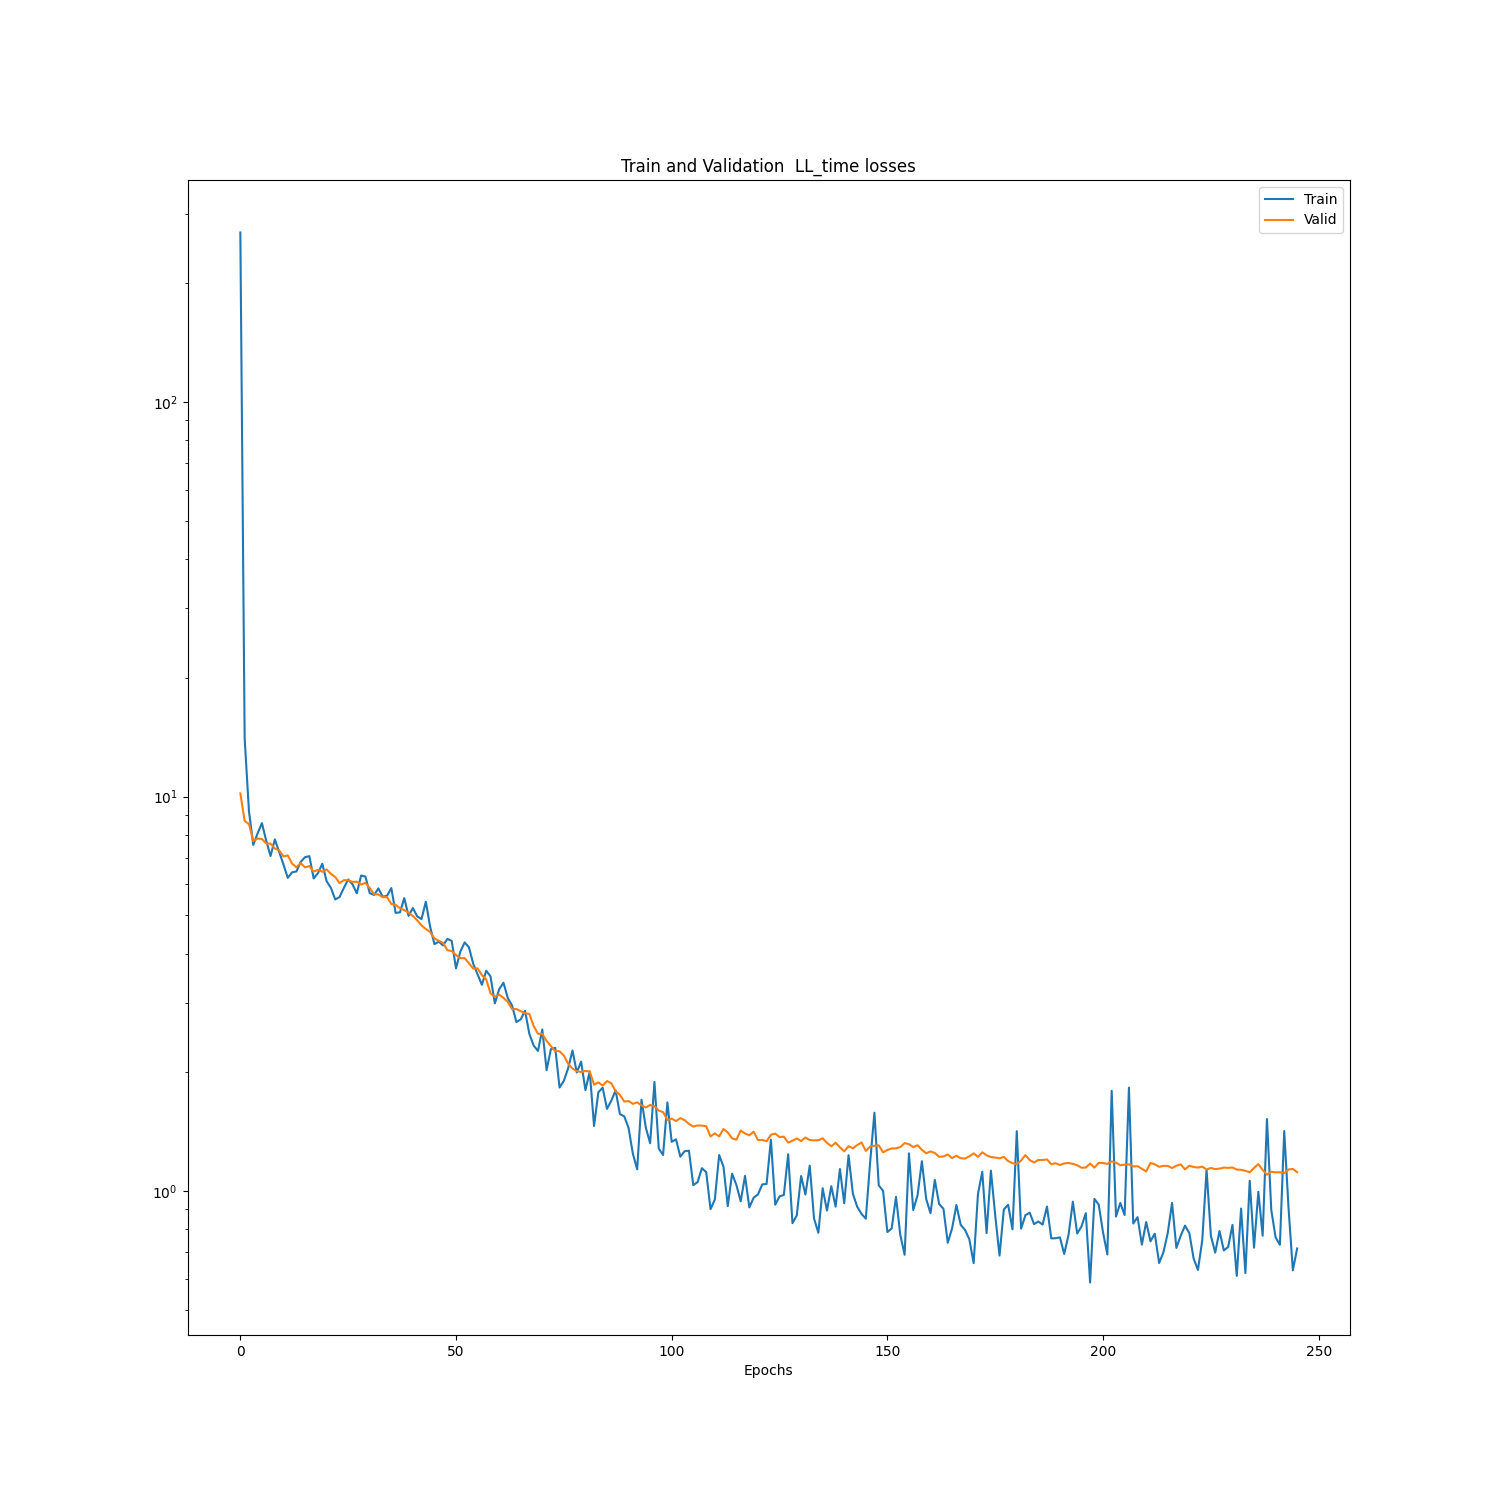 Train and Validation  LL_time losses
Train
Valid
10²
10¹
10⁰
0
50
100
150
200
250
Epochs